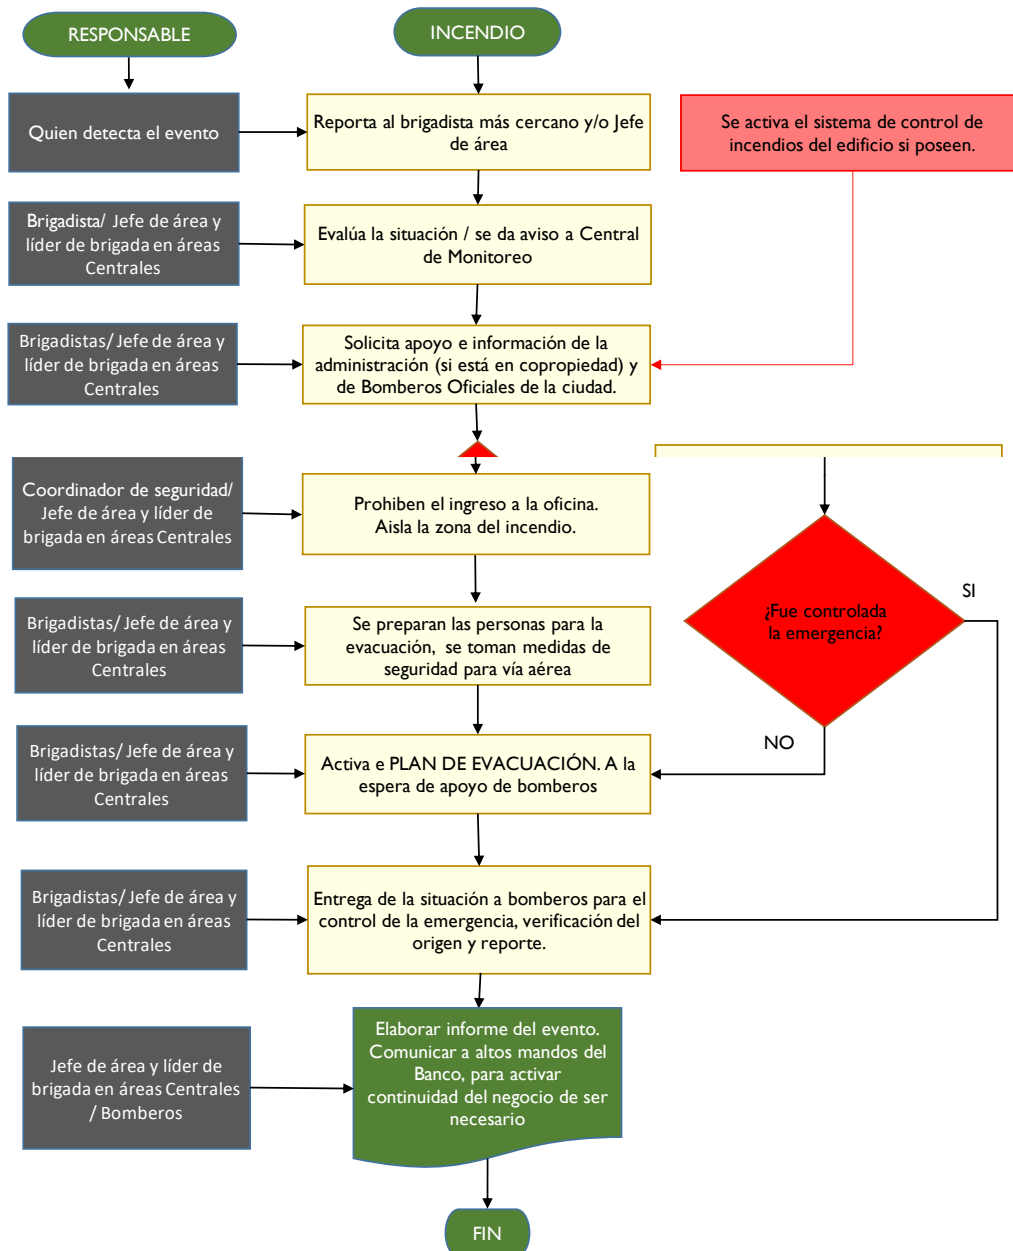 RESPONSABLE
INCENDIO
Quien detecta el evento
Reporta al brigadista más cercano y/o Jefe
de área
Se activa el sistema de control de
incendios del edificio si poseen.
Brigadista/ Jefe de área y
líder de brigada en áreas
Centrales
Evalúa la situación / se da aviso a Central
de Monitoreo
Brigadistas/ Jefe de área y
líder de brigada en áreas
Centrales
Solicita apoyo e información de la
administración (si está en copropiedad) y
de Bomberos Oficiales de la ciudad.
Coordinador de seguridad/
Jefe de área y líder de
brigada en áreas Centrales
Prohiben el ingreso a la oficina.
Aisla la zona del incendio.
¿Fue controlada
la emergencia?
SI
NO
Brigadistas/ Jefe de área y
líder de brigada en áreas
Centrales
Se preparan las personas para la
evacuación, se toman medidas de
seguridad para vía aérea
Brigadistas/ Jefe de área y
líder de brigada en áreas
Centrales
Activa e PLAN DE EVACUACIÓN. A la
espera de apoyo de bomberos
Brigadistas/ Jefe de área y
líder de brigada en áreas
Centrales
Entrega de la situación a bomberos para el
control de la emergencia, verificación del
origen y reporte.
Jefe de área y líder de
brigada en áreas Centrales
/ Bomberos
Elaborar informe del evento.
Comunicar a altos mandos del
Banco, para activar
continuidad del negocio de ser
necesario
FIN